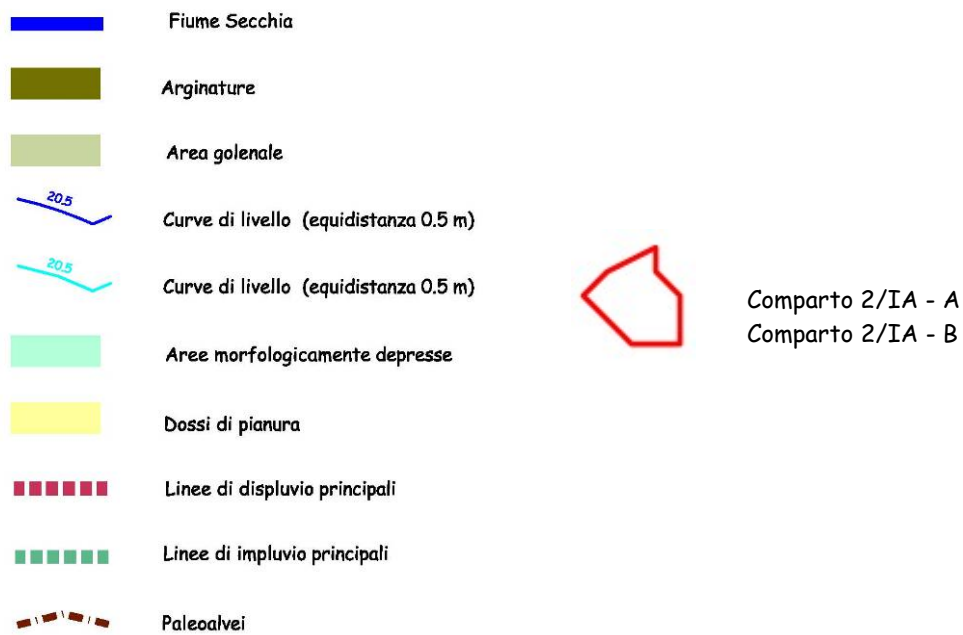 Fiume Secchia
Arginature
Area golenale
20.5
Curve di livello (equidistanza 0.5 m)
20.5
Curve di livello (equidistanza 0.5 m)
Aree morfologicamente depresse
Dossi di pianura
Linee di displuvio principali
Linee di impluvio principali
Paleoalvei
Comparto 2/IA - A
Comparto 2/IA - B